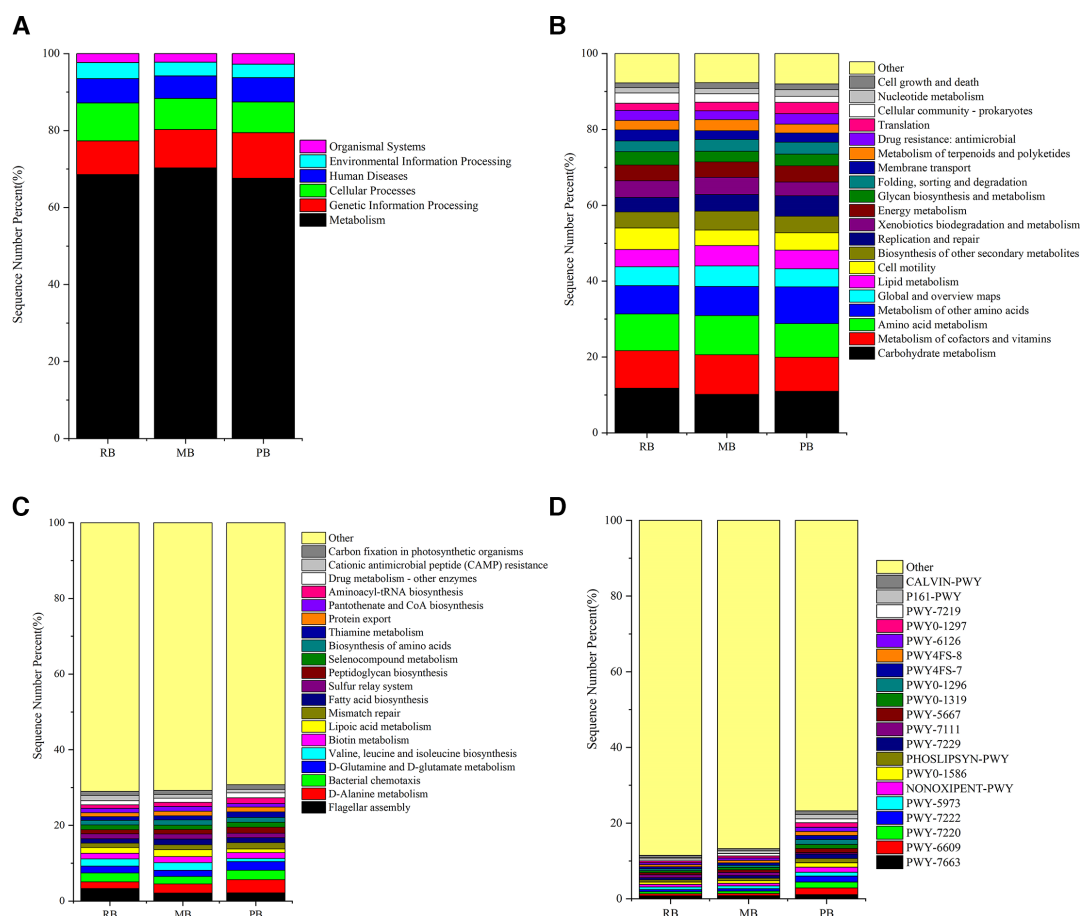 A
Sequence Number Percent(%)
100
80
60
40
20
0
RB
MB
PB
Organismal Systems
Environmental Information Processing
Human Diseases
Cellular Processes
Genetic Information Processing
Metabolism
B
Sequence Number Percent(%)
100
80
60
40
20
0
RB
MB
PB
Other
Cell growth and death
Nucleotide metabolism
Cellular community - prokaryotes
Translation
Drug resistance: antimicrobial
Metabolism of terpenoids and polyketides
Membrane transport
Folding, sorting and degradation
Glycan biosynthesis and metabolism
Energy metabolism
Xenobiotics biodegradation and metabolism
Replication and repair
Biosynthesis of other secondary metabolites
Cell motility
Lipid metabolism
Global and overview maps
Metabolism of other amino acids
Amino acid metabolism
Metabolism of cofactors and vitamins
Carbohydrate metabolism
C
Sequence Number Percent(%)
100
80
60
40
20
0
RB
MB
PB
Other
Carbon fixation in photosynthetic organisms
Cationic antimicrobial peptide (CAMP) resistance
Drug metabolism - other enzymes
Aminoacyl-tRNA biosynthesis
Pantothenate and CoA biosynthesis
Protein export
Thiamine metabolism
Biosynthesis of amino acids
Selenocompound metabolism
Peptidoglycan biosynthesis
Sulfur relay system
Fatty acid biosynthesis
Mismatch repair
Lipoic acid metabolism
Biotin metabolism
Valine, leucine and isoleucine biosynthesis
D-Glutamine and D-glutamate metabolism
Bacterial chemotaxis
D-Alanine metabolism
Flagellar assembly
D
Sequence Number Percent(%)
100
80
60
40
20
0
RB
MB
PB
Other
CALVIN-PWY
P161-PWY
PWY-7219
PWY0-1297
PWY-6126
PWY4FS-8
PWY4FS-7
PWY0-1296
PWY0-1319
PWY-5667
PWY-7111
PWY-7229
PHOSLIPSYN-PWY
PWY0-1586
NONOXIPENT-PWY
PWY-5973
PWY-7222
PWY-7220
PWY-6609
PWY-7663